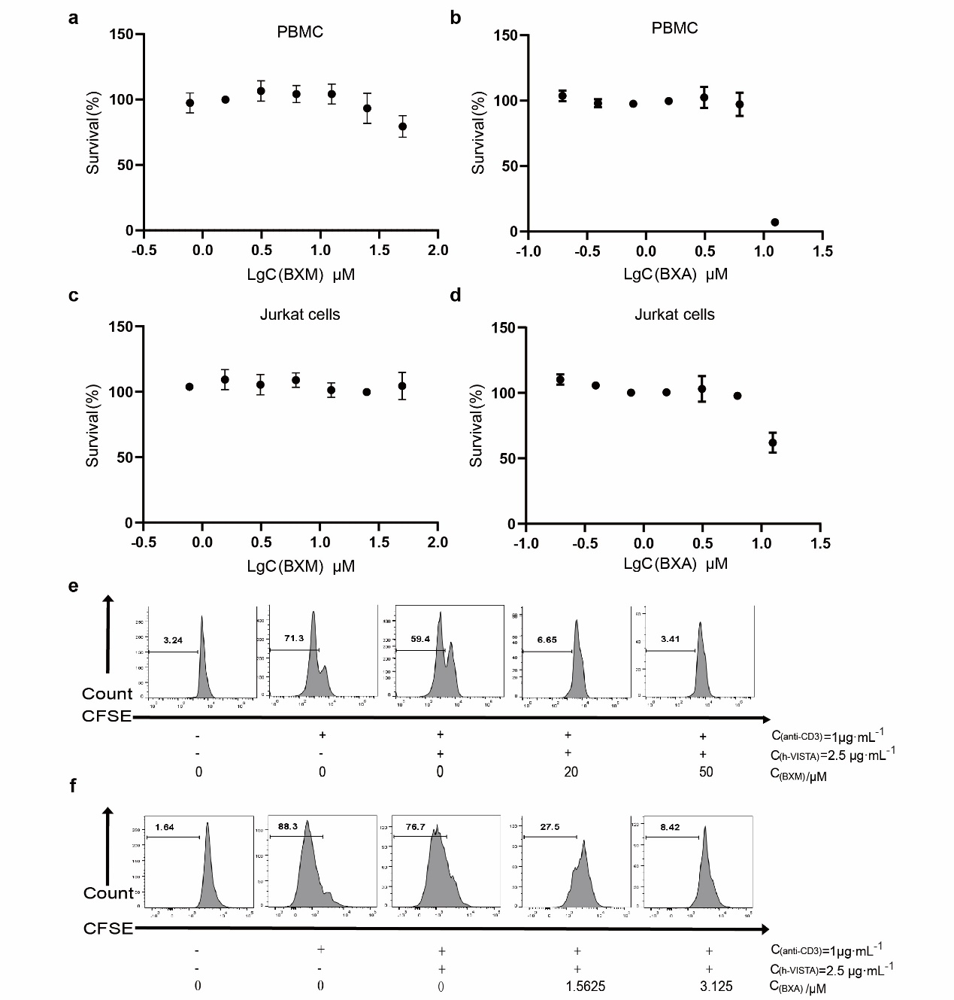 a
PBMC
150
100
50
0
Survival(%)
-0.5 0.0 0.5 1.0 1.5 2.0
LgC(BXM) μM
b
PBMC
150
100
50
0
Survival(%)
-1.0 -0.5 0.0 0.5 1.0 1.5
LgC(BXA) μM
c
Jurkat cells
150
100
50
0
Survival(%)
-0.5 0.0 0.5 1.0 1.5 2.0
LgC(BXM) μM
d
Jurkat cells
150
100
50
0
Survival(%)
-1.0 -0.5 0.0 0.5 1.0 1.5
LgC(BXA) μM
e
3.24 71.3 59.4 6.65 3.41
Count
CFSE
- + + + + C(anti-CD3)=1μg·mL-1
- - + + + C(h-VISTA)=2.5 μg·mL-1
0 0 0 20 50 C(BXM)/μM
f
1.64 88.3 76.7 27.5 8.42
Count
CFSE
- + + + + C(anti-CD3)=1μg·mL-1
- - + + + C(h-VISTA)=2.5 μg·mL-1
0 0 0 1.5625 3.125 C(BXA) /μM